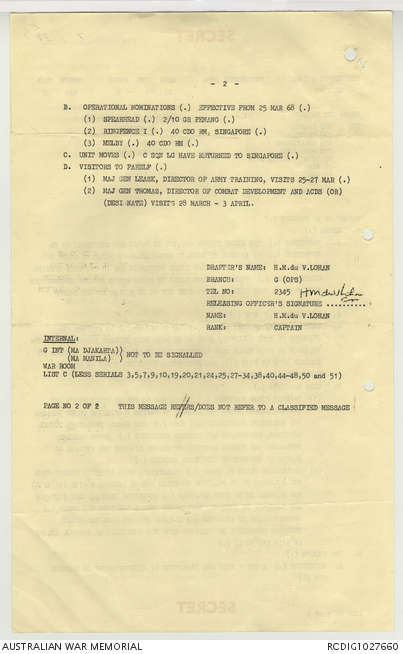 - 2 -
B. OPERATIONAL NOMINATIONS (.) EFFECTIVE FROM 25 MAR 68 (.)
(1) SPEARHEAD (.) 2/10 GR PENANG (.)
(2) RINGFENCE I (.) 40 CDO RM, SINGAPORE (.)
(3) MELBY (.) 40 CDO RM (.)
C. UNIT MOVES (.) C SQN LG HAVE RETURNED TO SINGAPORE (.)
D. VISITORS TO FARELF (.)
(1) MAJ GEN LEASK, DIRECTOR OF ARMY TRAINING, VISITS 25-27 MAR (.)
(2) MAJ GEN THOMAS, DIRECTOR OF COMBAT DEVELOPMENT AND ACDS (OR)
(DESIGNATE) VISITS 28 MARCH - 3 APRIL.
DRAFTER'S NAME: H.M.du V.LOHAN
BRANCH: G (OPS)
TEL NO: 2345
RELEASING OFFICER'S SIGNATURE ..........
NAME: H.M.du V.LOHAN
RANK: CAPTAIN
INTERNAL:
G INT (MA DJAKARTA)) NOT TO BE SIGNALLED
(MA MANILA) )
WAR ROOM
LIST C (LESS SERIALS 3,5,7,9,10,19,20,21,24,25,27-34,38,40,44-48,50 and 51)
PAGE NO 2 OF 2 THIS MESSAGE REFERS/DOES NOT REFER TO A CLASSIFIED MESSAGE
SECRET
AUSTRALIAN WAR MEMORIAL RCDIG1027660